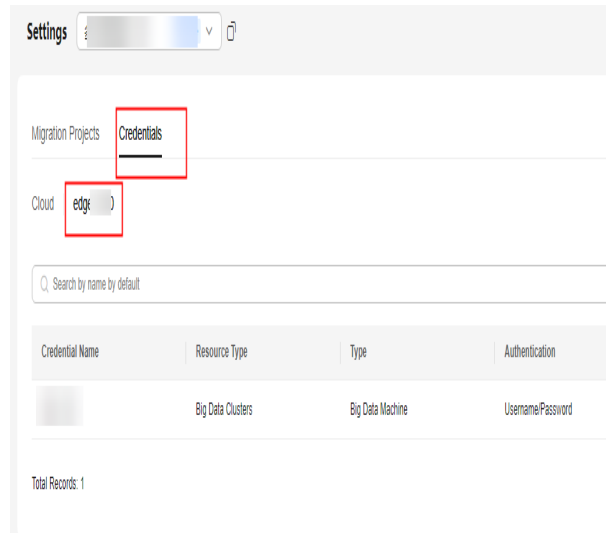 Settings
Migration Projects Credentials
Cloud
Search by name by default
Credential Name Resource Type Type Authentication
Big Data Clusters Big Data Machine Username/Password
Total Records: 1